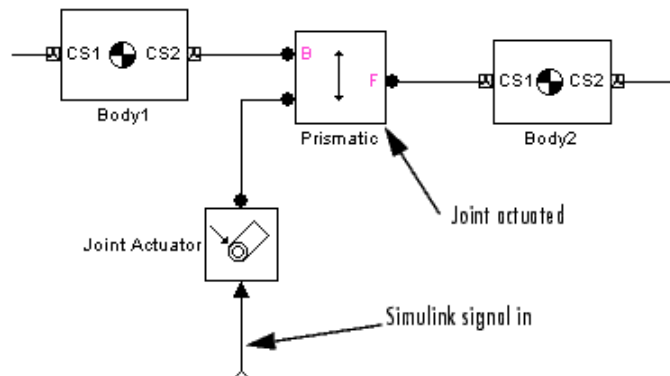 CS1 CS2
Body1
B
F
Prismatic
CS1 CS2
Body2
Joint actuated
Joint Actuator
Simulink signal in